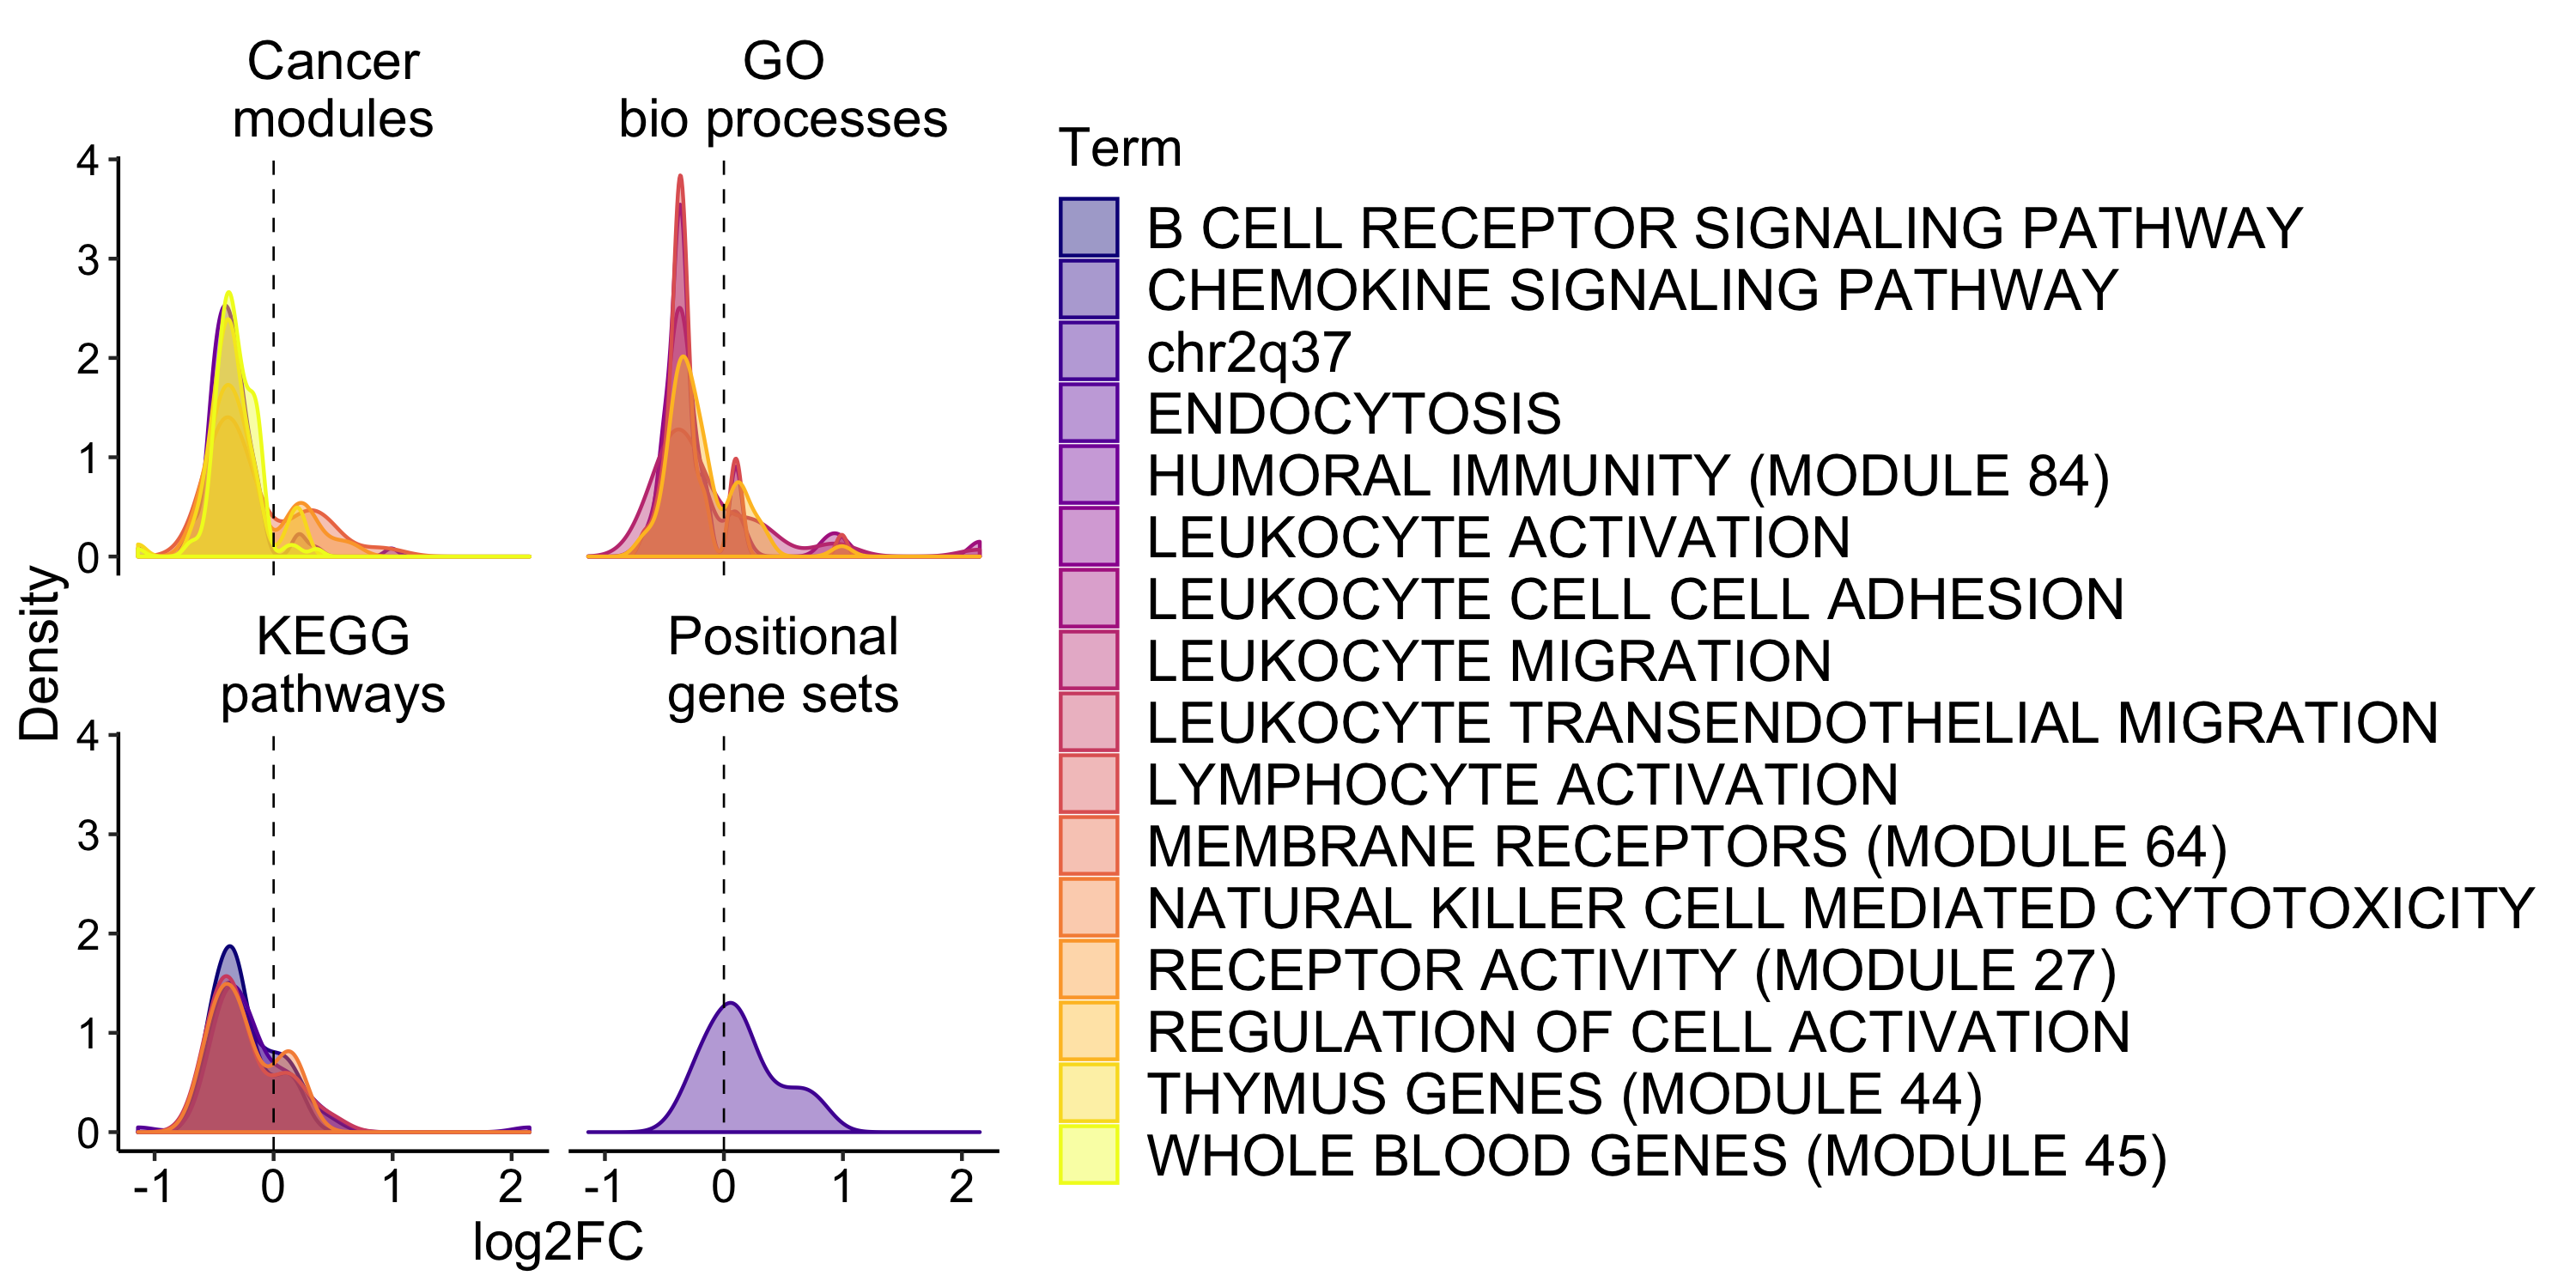 Cancer
modules
GO
bio processes
4
3
2
1
0
KEGG
pathways
Positional
gene sets
4
3
2
1
0
-1 0 1 2
-1 0 1 2
Density
log2FC
Term
B CELL RECEPTOR SIGNALING PATHWAY
CHEMOKINE SIGNALING PATHWAY
chr2q37
ENDOCYTOSIS
HUMORAL IMMUNITY (MODULE 84)
LEUKOCYTE ACTIVATION
LEUKOCYTE CELL CELL ADHESION
LEUKOCYTE MIGRATION
LEUKOCYTE TRANSENDOTHELIAL MIGRATION
LYMPHOCYTE ACTIVATION
MEMBRANE RECEPTORS (MODULE 64)
NATURAL KILLER CELL MEDIATED CYTOTOXICITY
RECEPTOR ACTIVITY (MODULE 27)
REGULATION OF CELL ACTIVATION
THYMUS GENES (MODULE 44)
WHOLE BLOOD GENES (MODULE 45)